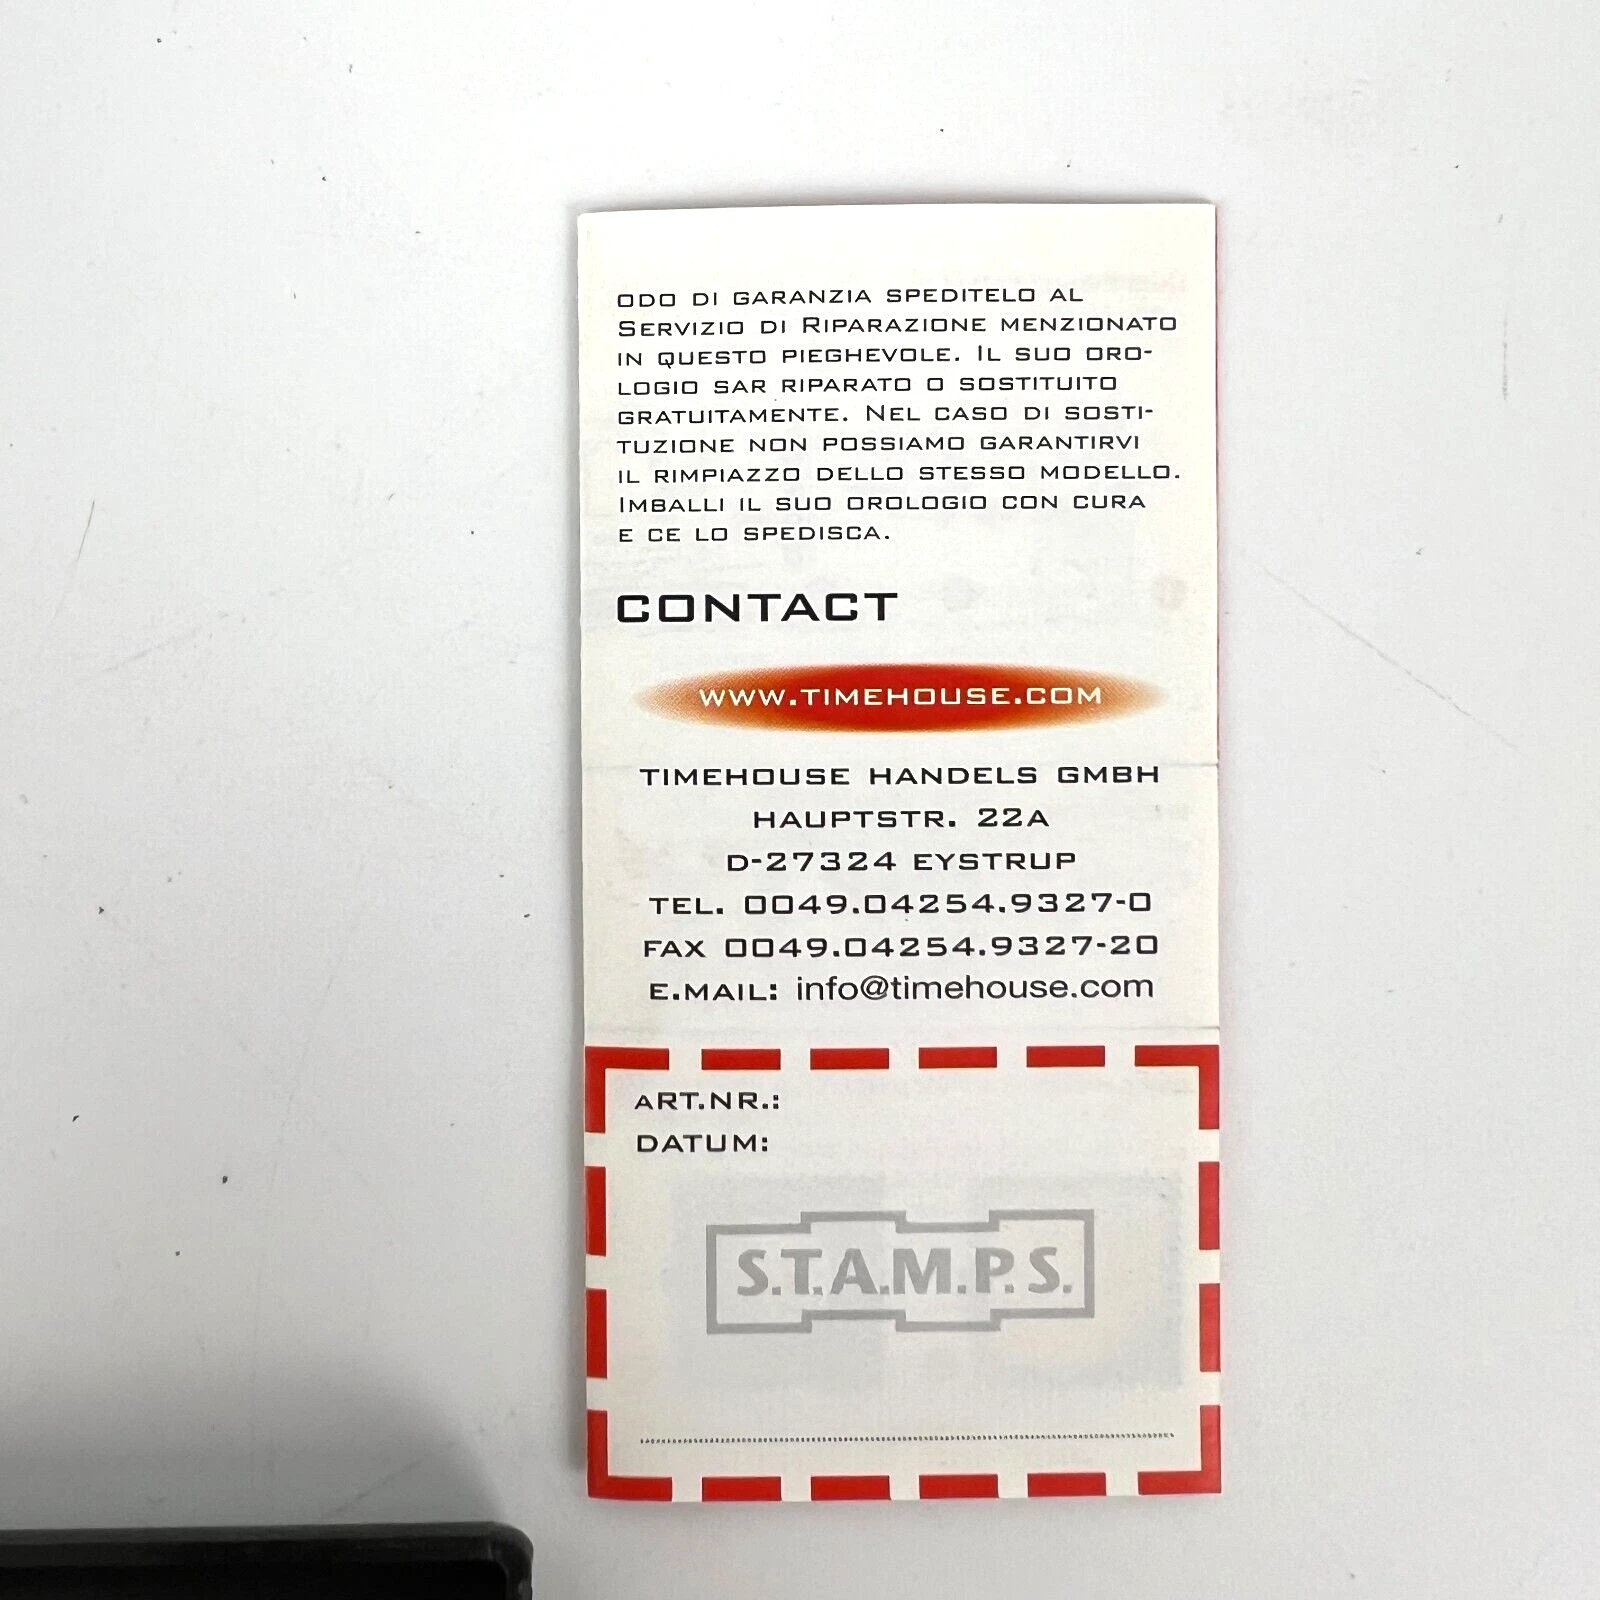 ODO DI GARANZIA SPEDITELO AL
SERVIZIO DI RIPARAZIONE MENZIONATO
IN QUESTO PIEGHEVOLE. IL SUO ORO-
LOGIO SAR RIPARATO O SOSTITUITO
GRATUITAMENTE. NEL CASO DI SOSTI-
TUZIONE NON POSSIAMO GARANTIRVI
IL RIMPIAZZO DELLO STESSO MODELLO.
IMBALLI IL SUO OROLOGIO CON CURA
E CE LO SPEDISCA.
CONTACT
WWW.TIMEHOUSE.COM
TIMEHOUSE HANDELS GMBH
HAUPTSTR. 22A
D-27324 EYSTRUP
TEL. 0049.04254.9327-0
FAX 0049.04254.9327-20
E.MAIL: info@timehouse.com
ART.NR.:
DATUM:
S.T.A.M.P.S.